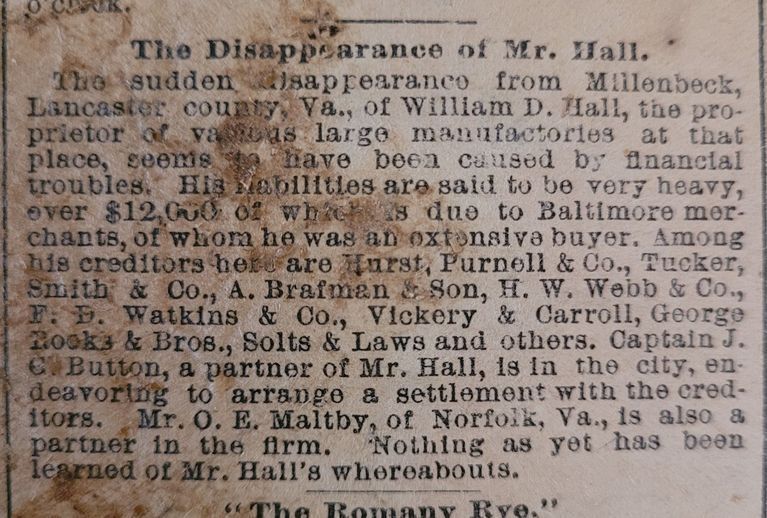 o'clock.
The Disappearance of Mr. Hall.
The sudden disappearance from Millenbeck,
Lancaster county, Va., of William D. Hall, the pro-
prietor of various large manufactories at that
place, seems to have been caused by financial
troubles. His liabilities are said to be very heavy,
over $12,000 of which is due to Baltimore mer-
chants, of whom he was an extensive buyer. Among
his creditors here are Hurst, Purnell & Co., Tucker,
Smith & Co., A. Brafman & Son, H. W. Webb & Co.,
Watkins & Co., Vickery & Carroll, George
& Bros., Solts & Laws and others. Captain J.
C. Button, a partner of Mr. Hall, is in the city, en-
deavoring to arrange a settlement with the cred-
itors. Mr. O. E. Maltby, of Norfolk, Va., is also a
partner in the firm. Nothing as yet has been
learned of Mr. Hall's whereabouts.
"The Romany Rye."